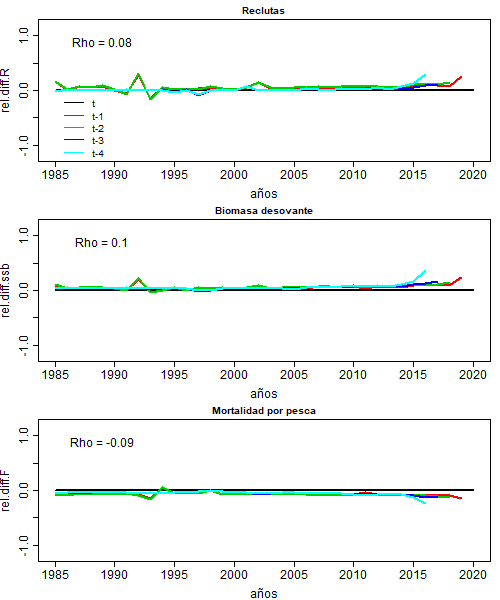 Reclutas
rel.diff.R
1.0
0.0
-1.0
Rho = 0.08
t
t-1
t-2
t-3
t-4
1985 1990 1995 2000 2005 2010 2015 2020
años
Biomasa desovante
rel.diff.ssb
1.0
0.0
-1.0
Rho = 0.1
1985 1990 1995 2000 2005 2010 2015 2020
años
Mortalidad por pesca
rel.diff.F
1.0
0.0
-1.0
Rho = -0.09
1985 1990 1995 2000 2005 2010 2015 2020
años